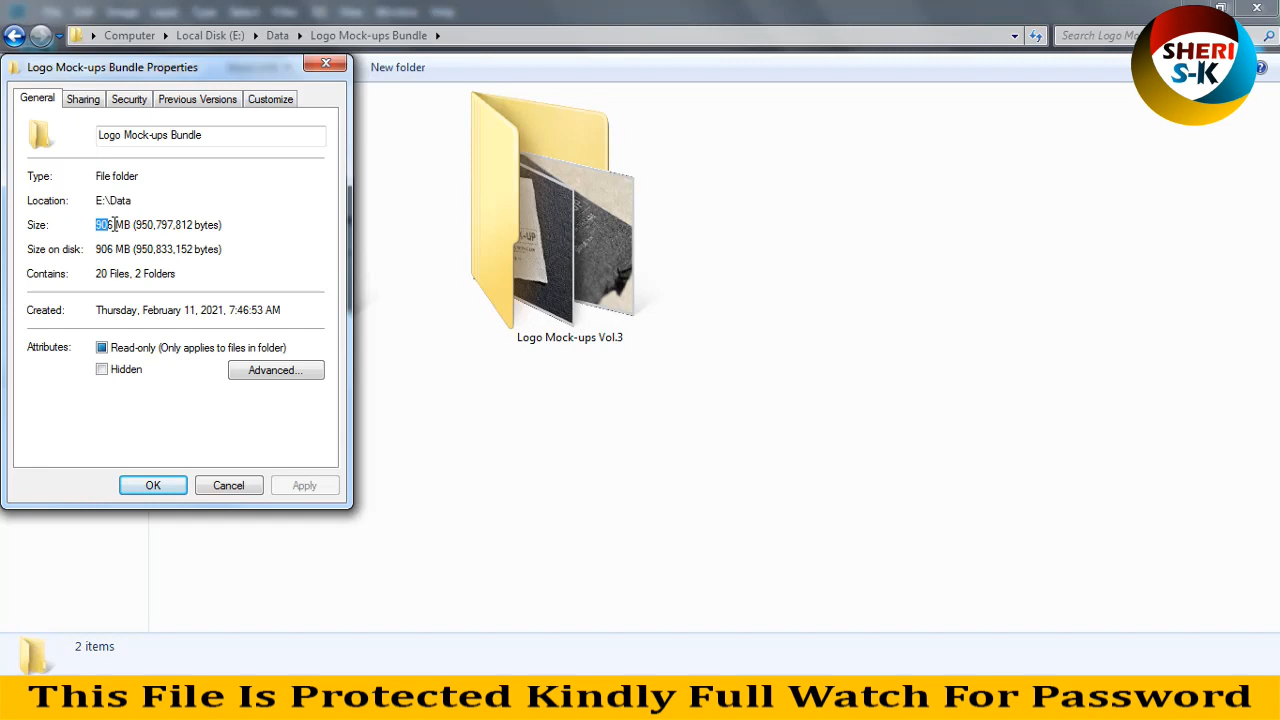 Computer Local Disk (E:) Data Logo Mock-ups Bundle
Search Logo Mo
SHERI
S-K
Logo Mock-ups Bundle Properties
New folder
General Sharing Security Previous Versions Customize
Logo Mock-ups Bundle
Type: File folder
Location: E:\Data
Size: 906 MB (950,797,812 bytes)
Size on disk: 906 MB (950,833,152 bytes)
Contains: 20 Files, 2 Folders
Created: Thursday, February 11, 2021, 7:46:53 AM
Attributes: Read-only (Only applies to files in folder)
Hidden Advanced...
OK Cancel Apply
Logo Mock-ups Vol.3
2 items
This File Is Protected Kindly Full Watch For Password